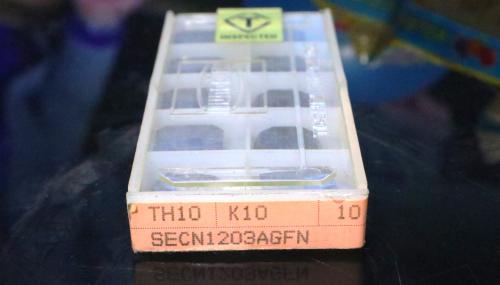 T
INSPECTED
TH10 K10 10
SECN1203AGFN